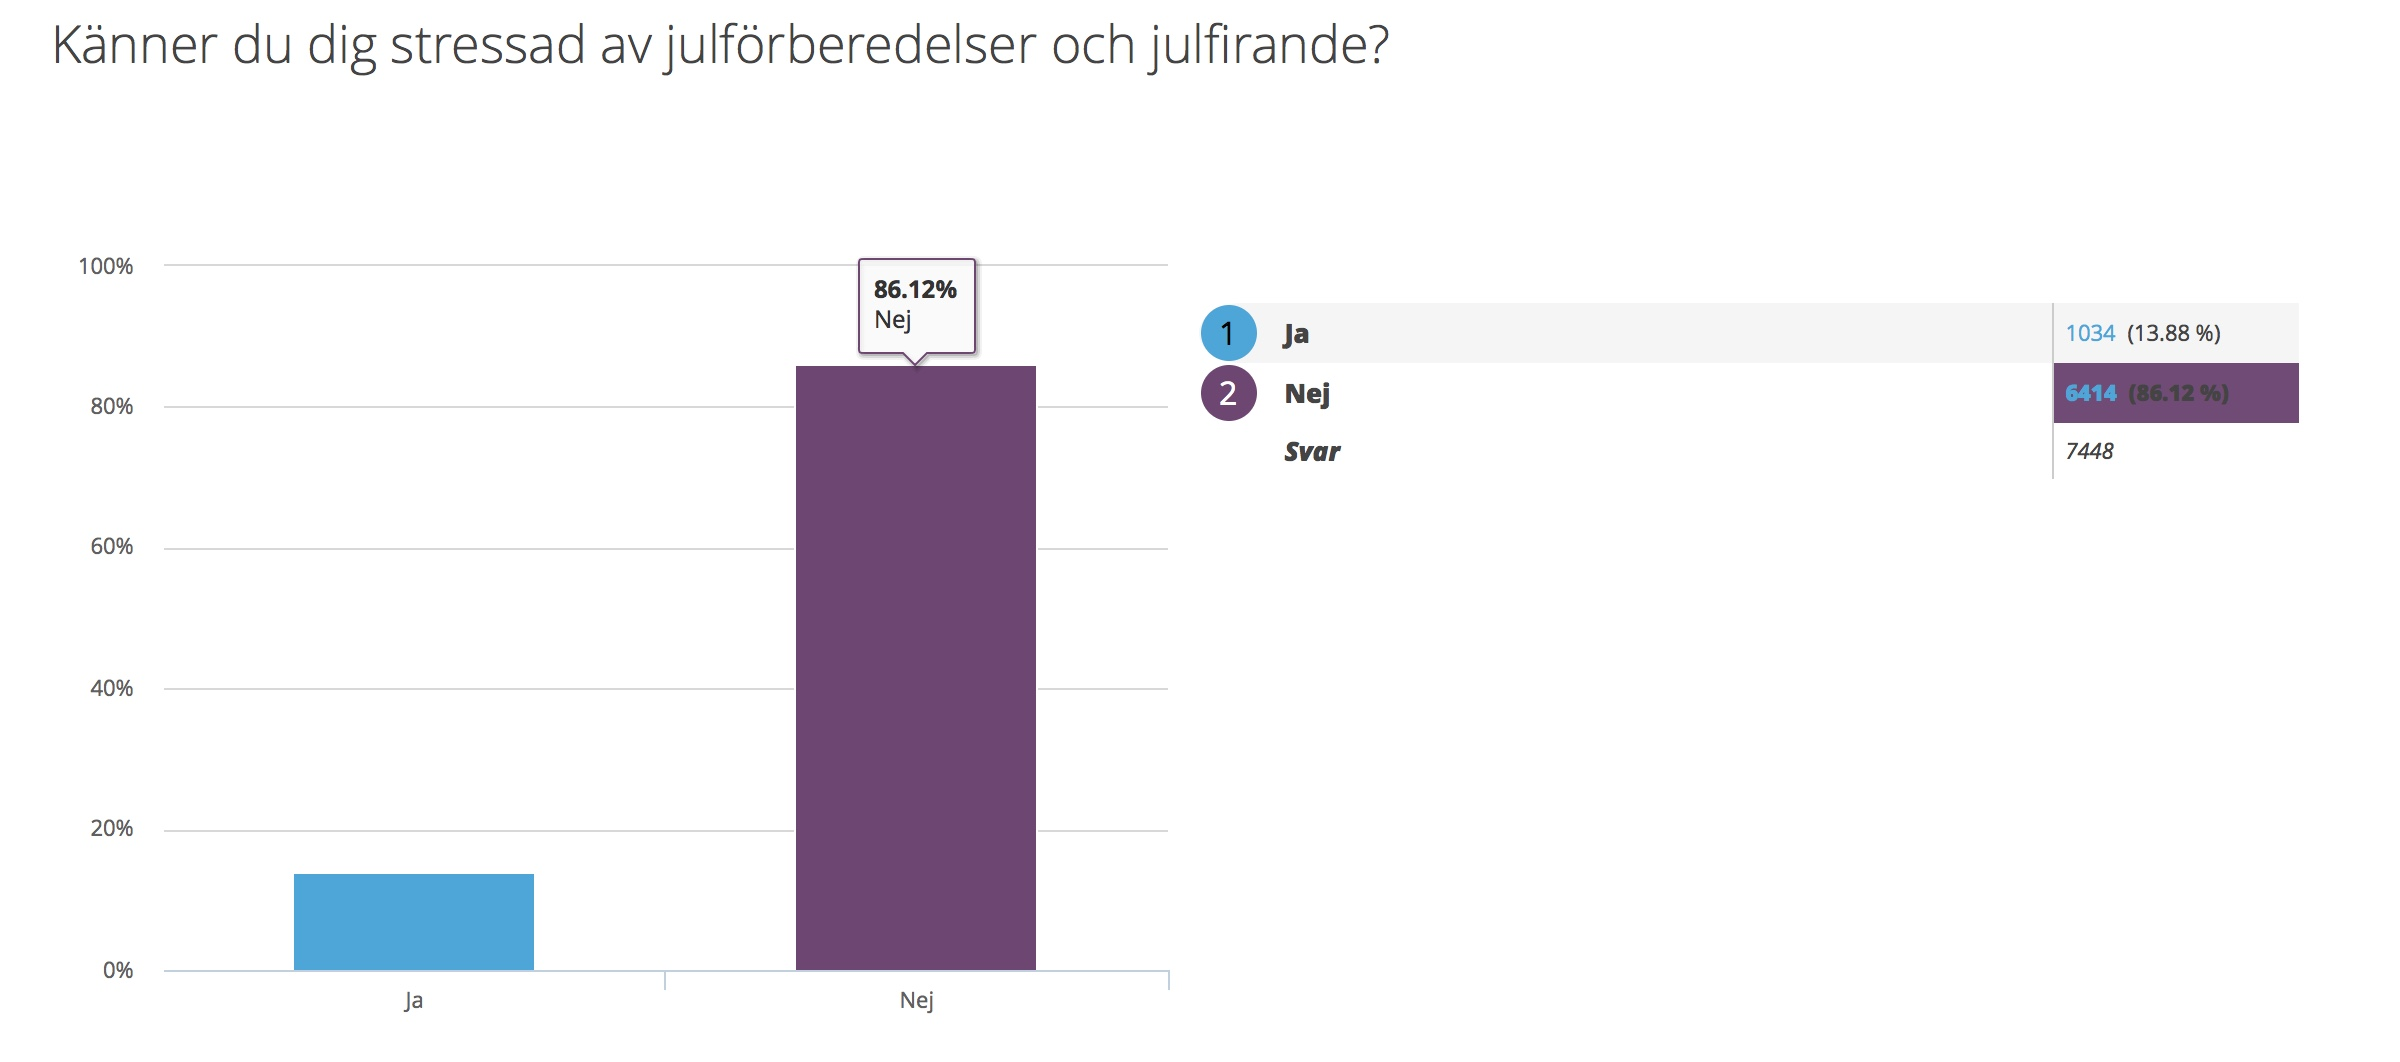 Känner du dig stressad av julförberedelser och julfirande?
100%
80%
60%
40%
20%
0%
86.12%
Nej
Ja
Nej
1 Ja 1034 (13.88 %)
2 Nej 6414 (86.12 %)
Svar 7448